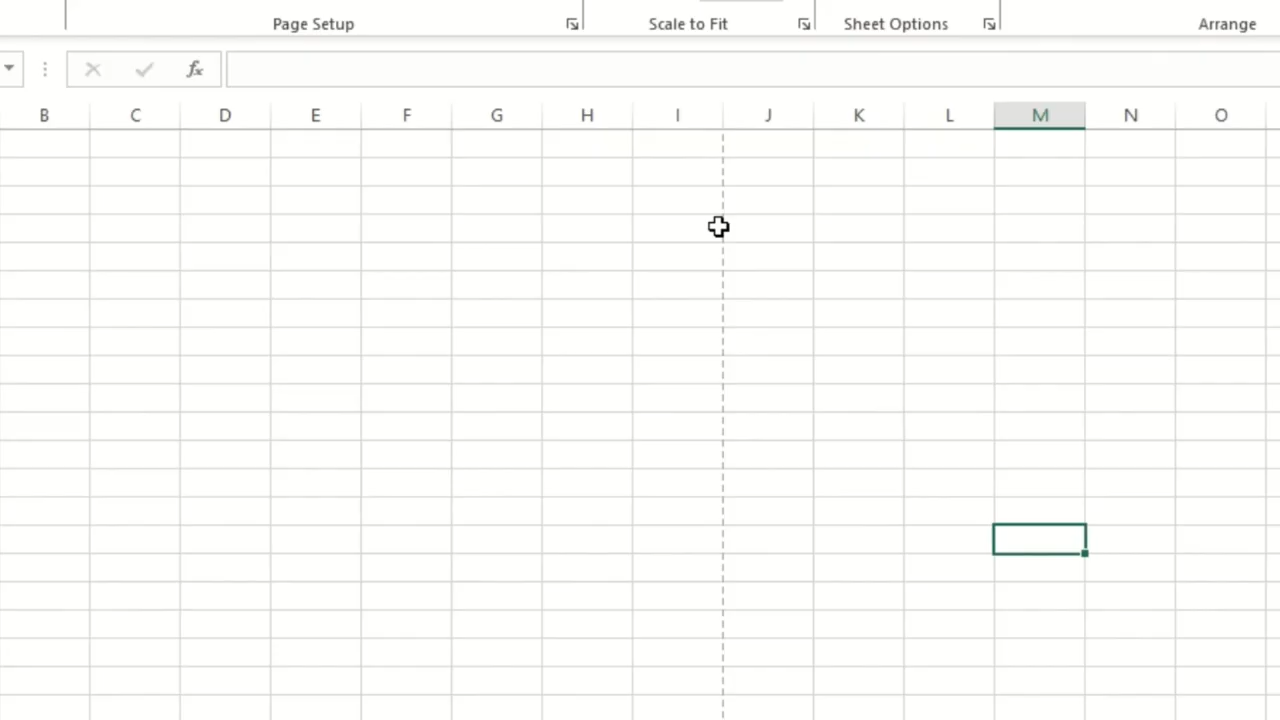 Page Setup Scale to Fit Sheet Options Arrange
fx
B C D E F G H I J K L M N O